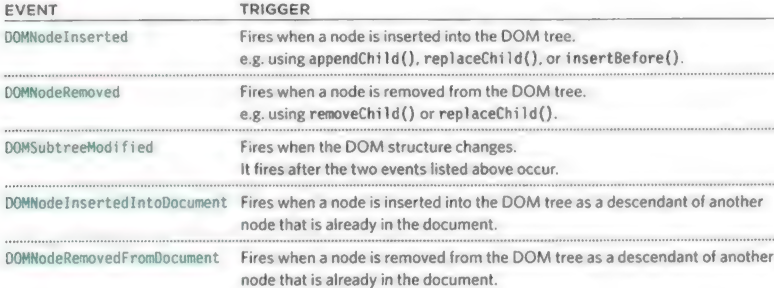 EVENT TRIGGER
DOMNodeInserted Fires when a node is inserted into the DOM tree.
e.g. using appendChild(), replaceChild(), or insertBefore().
DOMNodeRemoved Fires when a node is removed from the DOM tree.
e.g. using removeChild() or replaceChild().
DOMSubtreeModified Fires when the DOM structure changes.
It fires after the two events listed above occur.
DOMNodeInsertedIntoDocument Fires when a node is inserted into the DOM tree as a descendant of another
node that is already in the document.
DOMNodeRemovedFromDocument Fires when a node is removed from the DOM tree as a descendant of another
node that is already in the document.